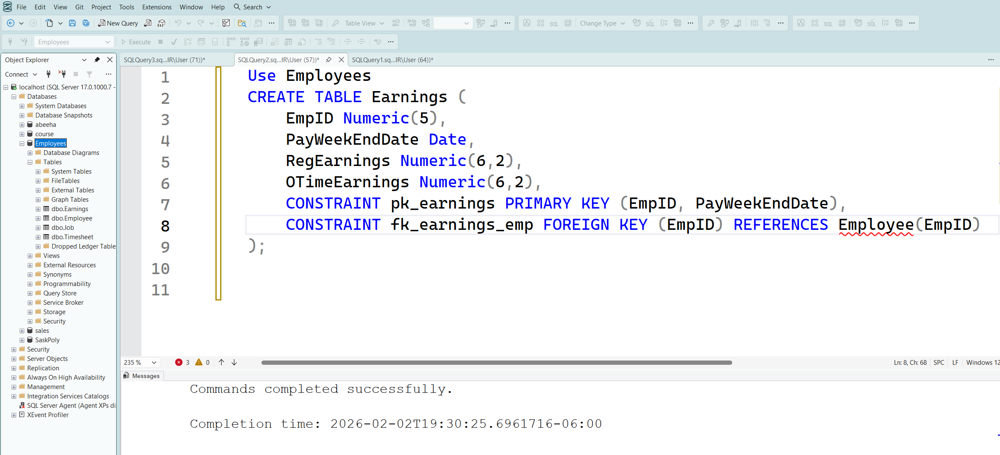 File Edit View Git Project Tools Extensions Window Help Search
New Query DAX Table View abc SQL Change Type SQL SQL SQL
Employees Execute
Object Explorer
SQLQuery3.sq...IR\User (71))* SQLQuery2.sq...IR\User (57))* SQLQuery1.sq...IR\User (64))*
Connect
localhost (SQL Server 17.0.1000.7 -
Databases
System Databases
Database Snapshots
abeeha
course
Employees
Database Diagrams
Tables
System Tables
FileTables
External Tables
Graph Tables
dbo.Earnings
dbo.Employee
dbo.Job
dbo.Timesheet
Dropped Ledger Table
Views
External Resources
Synonyms
Programmability
Query Store
Service Broker
Storage
Security
sales
SaskPoly
Security
Server Objects
Replication
Always On High Availability
Management
Integration Services Catalogs
SQL Server Agent (Agent XPs di
XEvent Profiler
1 Use Employees
2 CREATE TABLE Earnings (
3 EmpID Numeric(5),
4 PayWeekEndDate Date,
5 RegEarnings Numeric(6,2),
6 OTimeEarnings Numeric(6,2),
7 CONSTRAINT pk_earnings PRIMARY KEY (EmpID, PayWeekEndDate),
8 CONSTRAINT fk_earnings_emp FOREIGN KEY (EmpID) REFERENCES Employee(EmpID)
9 );
10
11
235 % 3 0 Ln: 8, Ch: 68 SPC LF Windows 12
Messages
Commands completed successfully.
Completion time: 2026-02-02T19:30:25.6961716-06:00